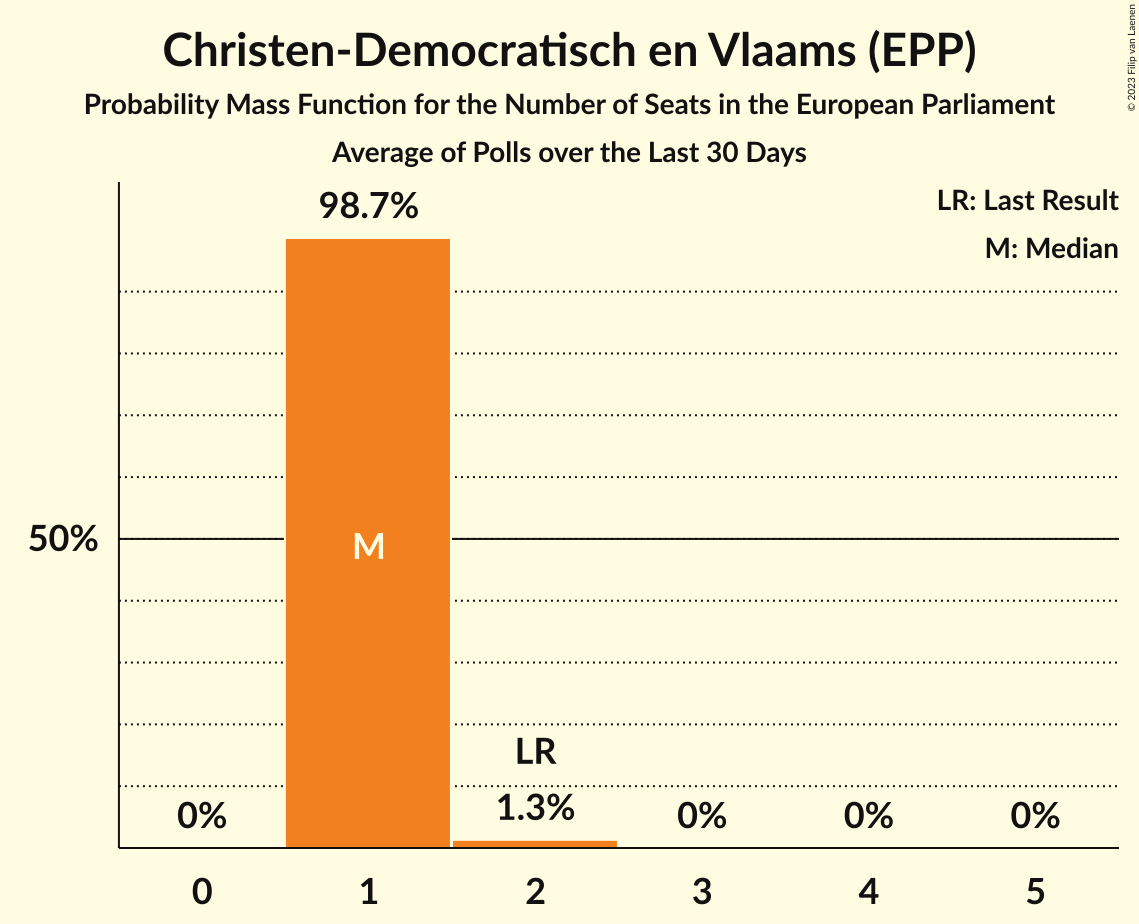 Christen-Democratisch en Vlaams (EPP)
Probability Mass Function for the Number of Seats in the European Parliament
Average of Polls over the Last 30 Days
© 2023 Filip van Laenen
LR: Last Result
M: Median
98.7%
50%
M
LR
0%
1.3%
0%
0%
0%
0 1 2 3 4 5